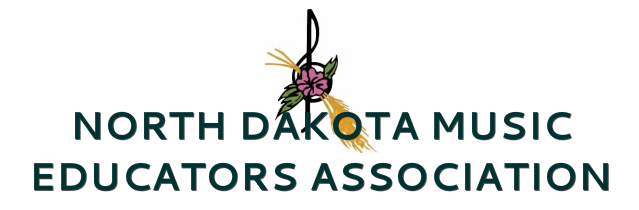 NORTH DAKOTA MUSIC
EDUCATORS ASSOCIATION